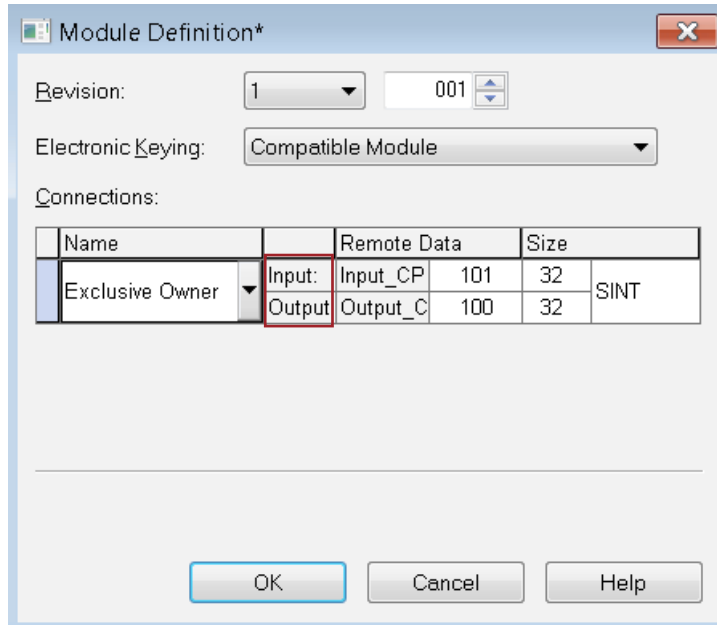 Module Definition*
Revision: 1 001
Electronic Keying: Compatible Module
Connections:
Name Remote Data Size
Exclusive Owner Input: Input_CP 101 32 SINT
Output Output_C 100 32
OK Cancel Help